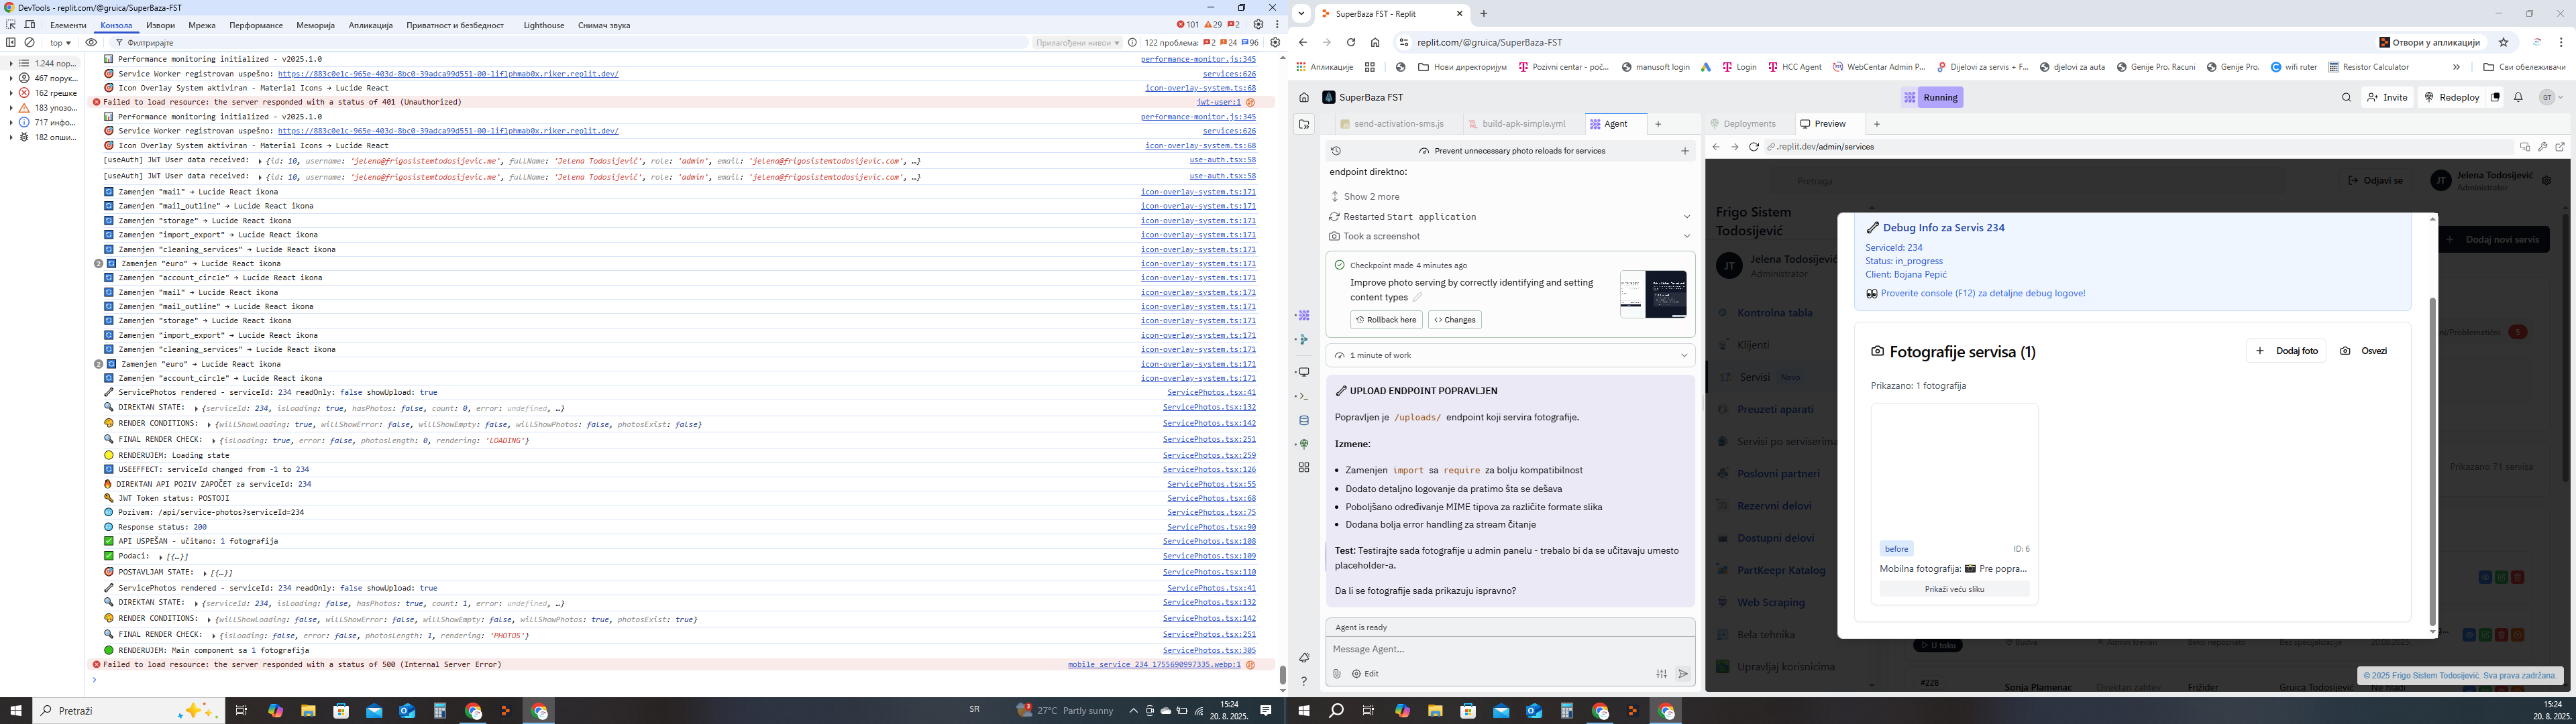 DevTools - replit.com/@gruica/SuperBaza-FST
Елементи Конзола Извори Мрежа Перформансе Меморија Апликација Приватност и безбедност Lighthouse Снимач звука 101 29 2
top Филтрирајте Прилагођени нивои 122 проблема: 2 24 96
1.244 пор...
467 порук...
162 грешке
183 упозо...
717 инфо...
182 опши...
Performance monitoring initialized - v2025.1.0 performance-monitor.js:345
Service Worker registrovan uspešno: https://883c0e1c-965e-403d-8bc0-39adca99d551-00-liflphmab0x.riker.replit.dev/ services:626
Icon Overlay System aktiviran - Material Icons → Lucide React icon-overlay-system.ts:68
Failed to load resource: the server responded with a status of 401 (Unauthorized) jwt-user:1
Performance monitoring initialized - v2025.1.0 performance-monitor.js:345
Service Worker registrovan uspešno: https://883c0e1c-965e-403d-8bc0-39adca99d551-00-liflphmab0x.riker.replit.dev/ services:626
Icon Overlay System aktiviran - Material Icons → Lucide React icon-overlay-system.ts:68
[useAuth] JWT User data received: {id: 10, username: 'jelena@frigosistemtodosijevic.me', fullName: 'Jelena Todosijević', role: 'admin', email: 'jelena@frigosistemtodosijevic.com', …} use-auth.tsx:58
[useAuth] JWT User data received: {id: 10, username: 'jelena@frigosistemtodosijevic.me', fullName: 'Jelena Todosijević', role: 'admin', email: 'jelena@frigosistemtodosijevic.com', …} use-auth.tsx:58
Zamenjen "mail" → Lucide React ikona icon-overlay-system.ts:171
Zamenjen "mail_outline" → Lucide React ikona icon-overlay-system.ts:171
Zamenjen "storage" → Lucide React ikona icon-overlay-system.ts:171
Zamenjen "import_export" → Lucide React ikona icon-overlay-system.ts:171
Zamenjen "cleaning_services" → Lucide React ikona icon-overlay-system.ts:171
2 Zamenjen "euro" → Lucide React ikona icon-overlay-system.ts:171
Zamenjen "account_circle" → Lucide React ikona icon-overlay-system.ts:171
Zamenjen "mail" → Lucide React ikona icon-overlay-system.ts:171
Zamenjen "mail_outline" → Lucide React ikona icon-overlay-system.ts:171
Zamenjen "storage" → Lucide React ikona icon-overlay-system.ts:171
Zamenjen "import_export" → Lucide React ikona icon-overlay-system.ts:171
Zamenjen "cleaning_services" → Lucide React ikona icon-overlay-system.ts:171
2 Zamenjen "euro" → Lucide React ikona icon-overlay-system.ts:171
Zamenjen "account_circle" → Lucide React ikona icon-overlay-system.ts:171
ServicePhotos rendered - serviceId: 234 readOnly: false showUpload: true ServicePhotos.tsx:41
DIREKTAN STATE: {serviceId: 234, isLoading: true, hasPhotos: false, count: 0, error: undefined, …} ServicePhotos.tsx:132
RENDER CONDITIONS: {willShowLoading: true, willShowError: false, willShowEmpty: false, willShowPhotos: false, photosExist: false} ServicePhotos.tsx:142
FINAL RENDER CHECK: {isLoading: true, error: false, photosLength: 0, rendering: 'LOADING'} ServicePhotos.tsx:251
RENDERUJEM: Loading state ServicePhotos.tsx:259
USEEFFECT: serviceId changed from -1 to 234 ServicePhotos.tsx:126
DIREKTAN API POZIV ZAPOČET za serviceId: 234 ServicePhotos.tsx:55
JWT Token status: POSTOJI ServicePhotos.tsx:68
Pozivam: /api/service-photos?serviceId=234 ServicePhotos.tsx:75
Response status: 200 ServicePhotos.tsx:90
API USPEŠAN - učitano: 1 fotografija ServicePhotos.tsx:108
Podaci: [{…}] ServicePhotos.tsx:109
POSTAVLJAM STATE: [{…}] ServicePhotos.tsx:110
ServicePhotos rendered - serviceId: 234 readOnly: false showUpload: true ServicePhotos.tsx:41
DIREKTAN STATE: {serviceId: 234, isLoading: false, hasPhotos: true, count: 1, error: undefined, …} ServicePhotos.tsx:132
RENDER CONDITIONS: {willShowLoading: false, willShowError: false, willShowEmpty: false, willShowPhotos: true, photosExist: true} ServicePhotos.tsx:142
FINAL RENDER CHECK: {isLoading: false, error: false, photosLength: 1, rendering: 'PHOTOS'} ServicePhotos.tsx:251
RENDERUJEM: Main component sa 1 fotografija ServicePhotos.tsx:305
Failed to load resource: the server responded with a status of 500 (Internal Server Error) mobile_service_234_1755690997335.webp:1
Pretraži SR 27°C Partly sunny 15:24
20. 8. 2025.
SuperBaza FST - Replit
replit.com/@gruica/SuperBaza-FST Отвори у апликацији
Апликације Нови директоријум Pozivni centar - poč... manusoft login Login HCC Agent WebCentar Admin P... Dijelovi za servis + F... djelovi za auta Genije Pro. Racuni Genije Pro. wifi ruter Resistor Calculator Сви обележивачи
SuperBaza FST Running Invite Redeploy GT
send-activation-sms.js build-apk-simple.yml Agent
Prevent unnecessary photo reloads for services
endpoint direktno:
Show 2 more
Restarted Start application
Took a screenshot
Checkpoint made 4 minutes ago
Improve photo serving by correctly identifying and setting
content types
Rollback here Changes
1 minute of work
UPLOAD ENDPOINT POPRAVLJEN
Popravljen je /uploads/ endpoint koji servira fotografije.
Izmene:
Zamenjen import sa require za bolju kompatibilnost
Dodato detaljno logovanje da pratimo šta se dešava
Poboljšano određivanje MIME tipova za različite formate slika
Dodana bolja error handling za stream čitanje
Test: Testirajte sada fotografije u admin panelu - trebalo bi da se učitavaju umesto
placeholder-a.
Da li se fotografije sada prikazuju ispravno?
Agent is ready
Message Agent...
Edit
Deployments Preview
.replit.dev/admin/services
Pretraga Odjavi se JT Jelena Todosijević
Administrator
Frigo Sistem
Todosijević
JT Jelena Todosijević
Administrator
Kontrolna tabla
Klijenti
Servisi Novo
Preuzeti aparati
Servisi po serviserima
Poslovni partneri
Rezervni delovi
Dostupni delovi
PartKeepr Katalog
Web Scraping
Bela tehnika
Upravljaj korisnicima
Dodaj novi servis
Prikazano 71 servisa
Debug Info za Servis 234
ServiceId: 234
Status: in_progress
Client: Bojana Pepić
Proverite console (F12) za detaljne debug logove!
Fotografije servisa (1) Dodaj foto Osvezi
Prikazano: 1 fotografija
before ID: 6
Mobilna fotografija: Pre popra...
Prikaži veću sliku
U toku
#228 Sonja Plamenac Direktan zahtev Frižider Gruica Todosijević Ne hladi
© 2025 Frigo Sistem Todosijević. Sva prava zadržana.
15:24
20. 8. 2025.